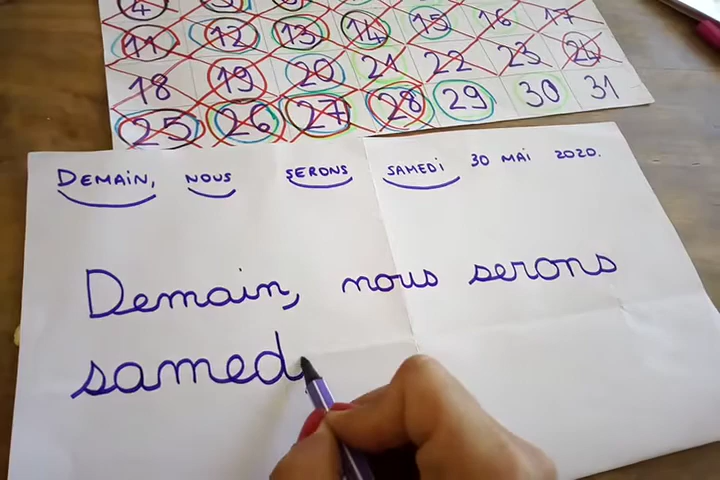 4
11 12 13 14 15 16 17
18 19 20 21 22 23 24
25 26 27 28 29 30 31
DEMAIN, NOUS SERONS SAMEDI 30 MAI 2020.
Demain, nous serons
samed